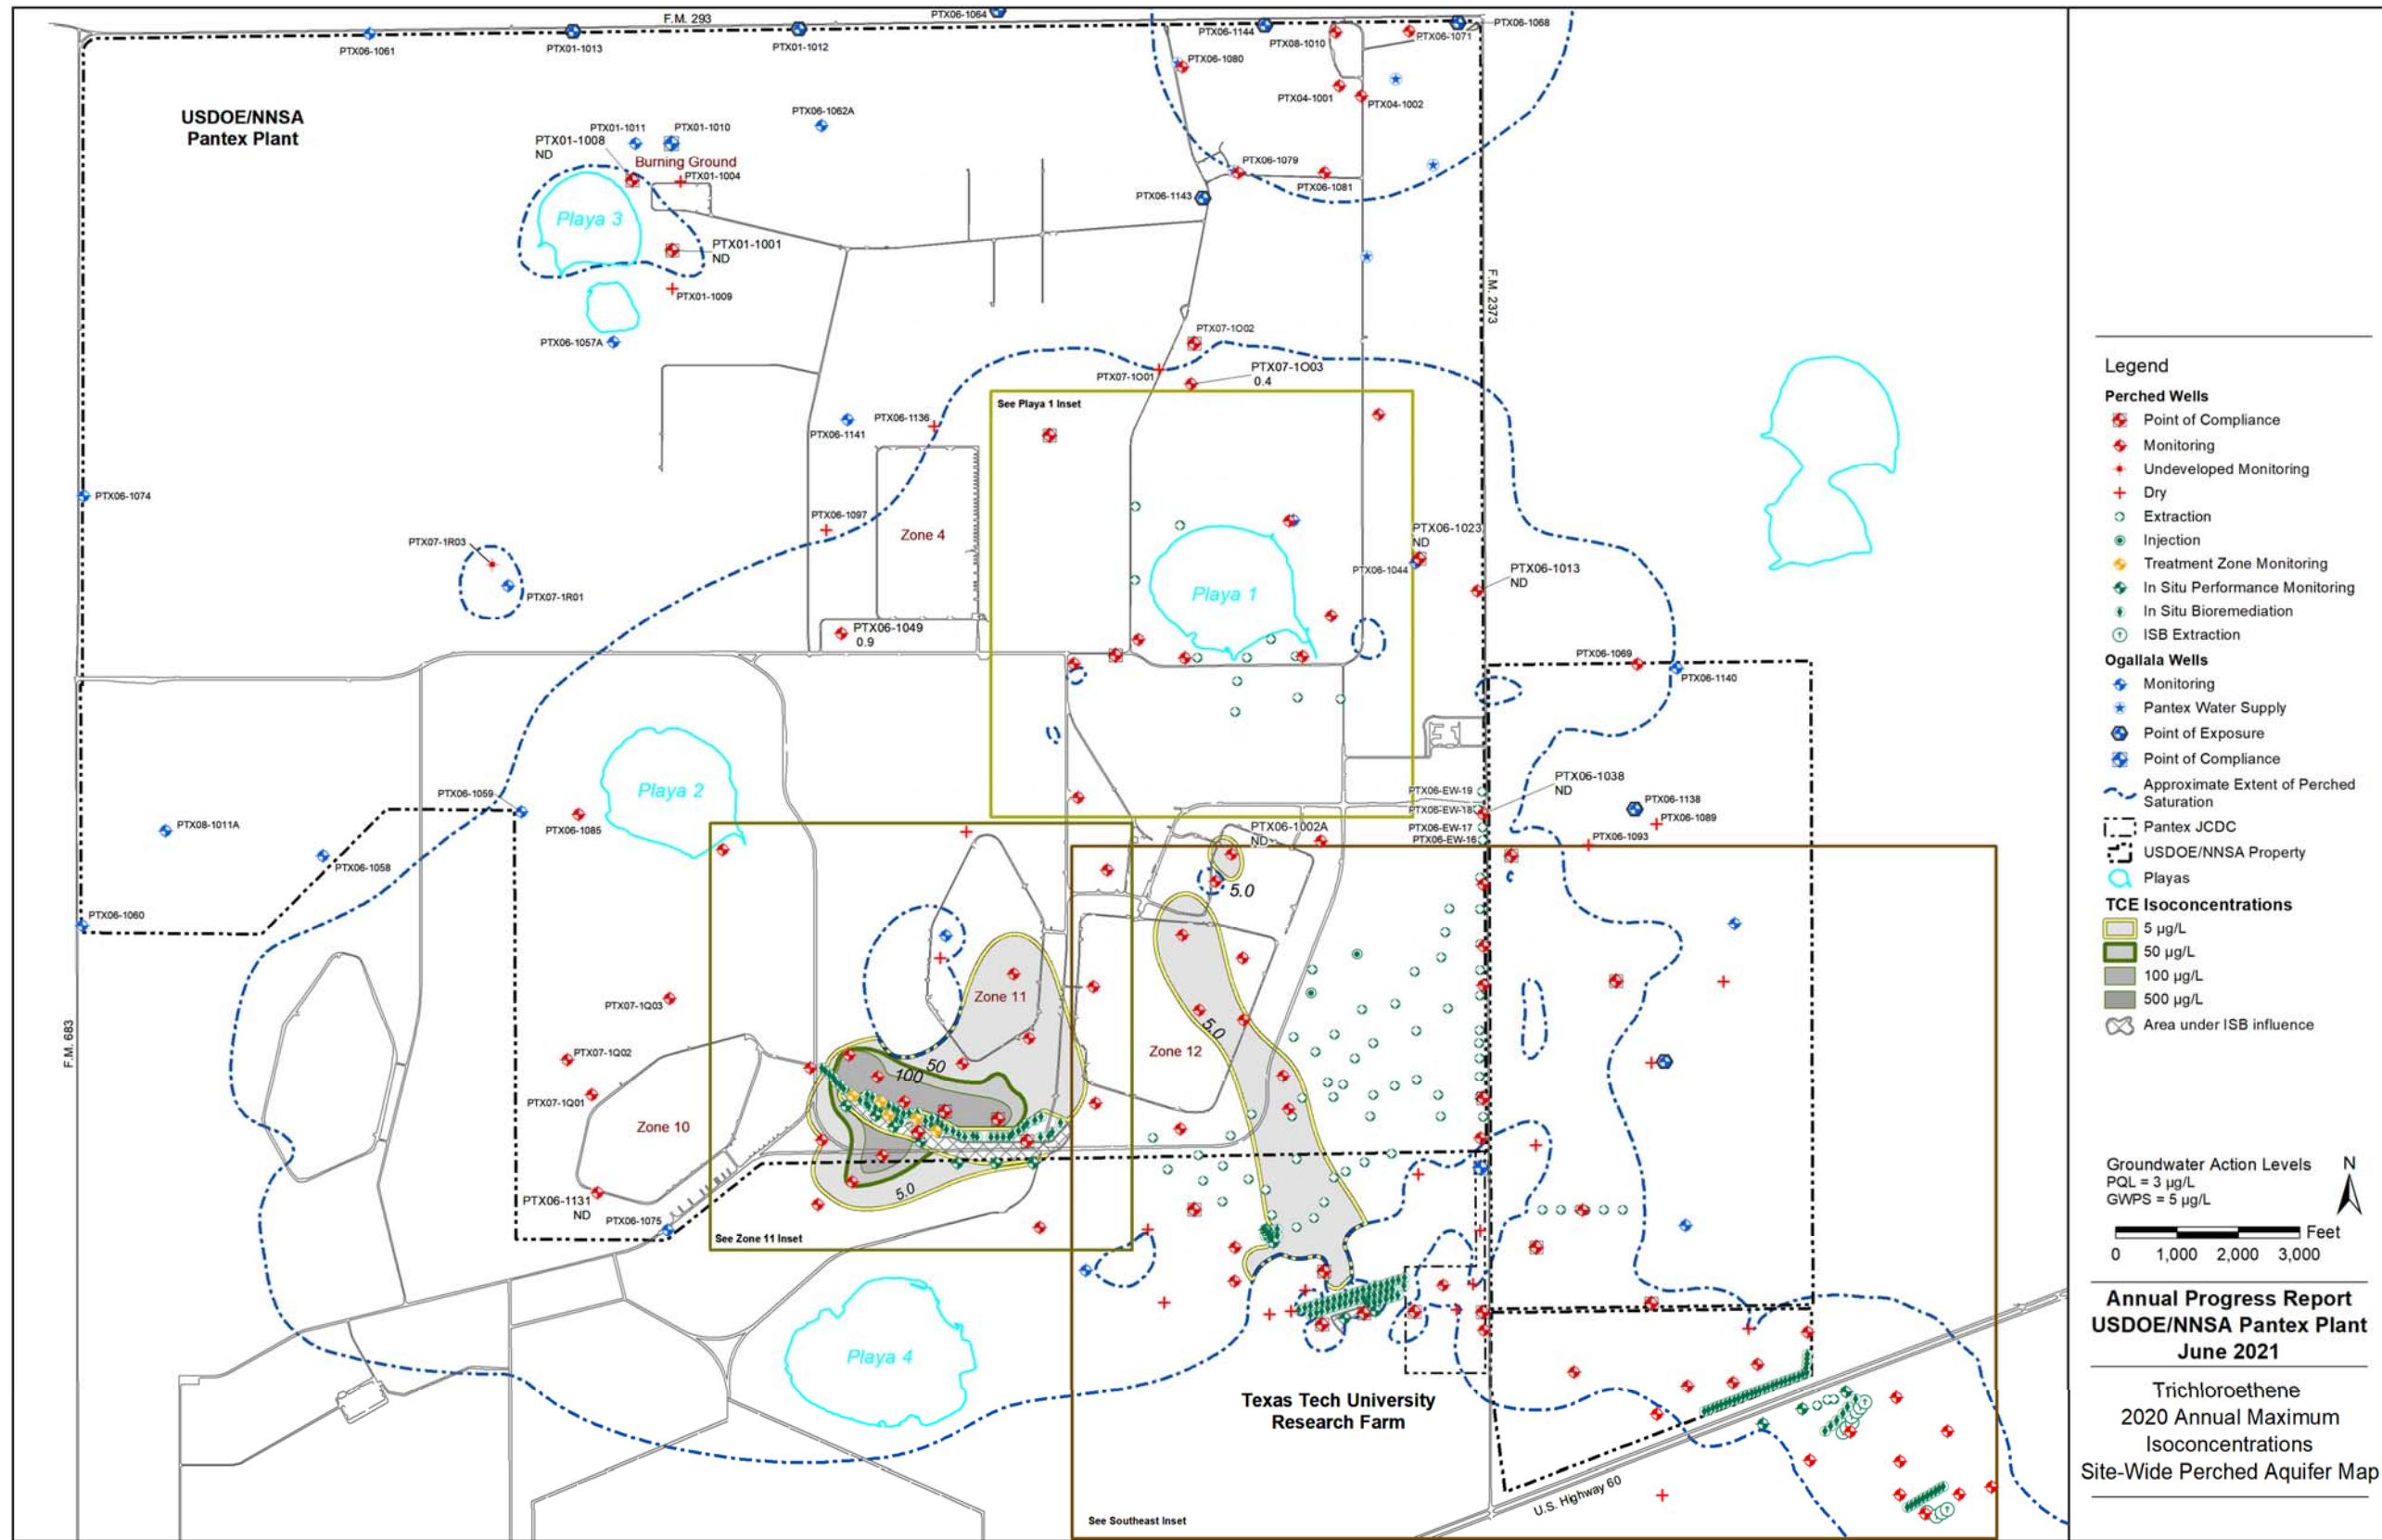 F.M. 293
PTX06-1064
PTX06-1061
PTX01-1013
PTX01-1012
PTX06-1144
PTX08-1010
PTX06-1071
PTX06-1068
PTX06-1080
PTX04-1001
PTX04-1002
USDOE/NNSA
Pantex Plant
PTX06-1062A
PTX01-1011
PTX01-1010
PTX01-1008
ND
Burning Ground
PTX01-1004
PTX06-1079
PTX06-1081
PTX06-1143
Playa 3
PTX01-1001
ND
PTX01-1009
PTX06-1057A
F.M. 2373
PTX07-1O02
PTX07-1O01
PTX07-1O03
0.4
See Playa 1 Inset
PTX06-1136
PTX06-1141
PTX06-1074
PTX06-1097
Zone 4
PTX07-1R03
PTX07-1R01
PTX06-1023
ND
PTX06-1044
PTX06-1013
ND
Playa 1
PTX06-1049
0.9
PTX06-1069
PTX06-1140
Playa 2
PTX06-1059
PTX06-1085
PTX08-1011A
PTX06-1058
PTX06-1060
PTX06-1038
ND
PTX06-EW-19
PTX06-EW-18
PTX06-EW-17
PTX06-EW-16
PTX06-1138
PTX06-1089
PTX06-1093
PTX06-1002A
ND
5.0
Zone 11
PTX07-1Q03
PTX07-1Q02
PTX07-1Q01
F.M. 683
50
100
5.0
Zone 12
Zone 10
5.0
PTX06-1131
ND
PTX06-1075
See Zone 11 Inset
Playa 4
Texas Tech University
Research Farm
U.S. Highway 60
See Southeast Inset
Legend
Perched Wells
Point of Compliance
Monitoring
Undeveloped Monitoring
Dry
Extraction
Injection
Treatment Zone Monitoring
In Situ Performance Monitoring
In Situ Bioremediation
ISB Extraction
Ogallala Wells
Monitoring
Pantex Water Supply
Point of Exposure
Point of Compliance
Approximate Extent of Perched
Saturation
Pantex JCDC
USDOE/NNSA Property
Playas
TCE Isoconcentrations
5 µg/L
50 µg/L
100 µg/L
500 µg/L
Area under ISB influence
Groundwater Action Levels
PQL = 3 µg/L
GWPS = 5 µg/L
N
Feet
0 1,000 2,000 3,000
Annual Progress Report
USDOE/NNSA Pantex Plant
June 2021
Trichloroethene
2020 Annual Maximum
Isoconcentrations
Site-Wide Perched Aquifer Map